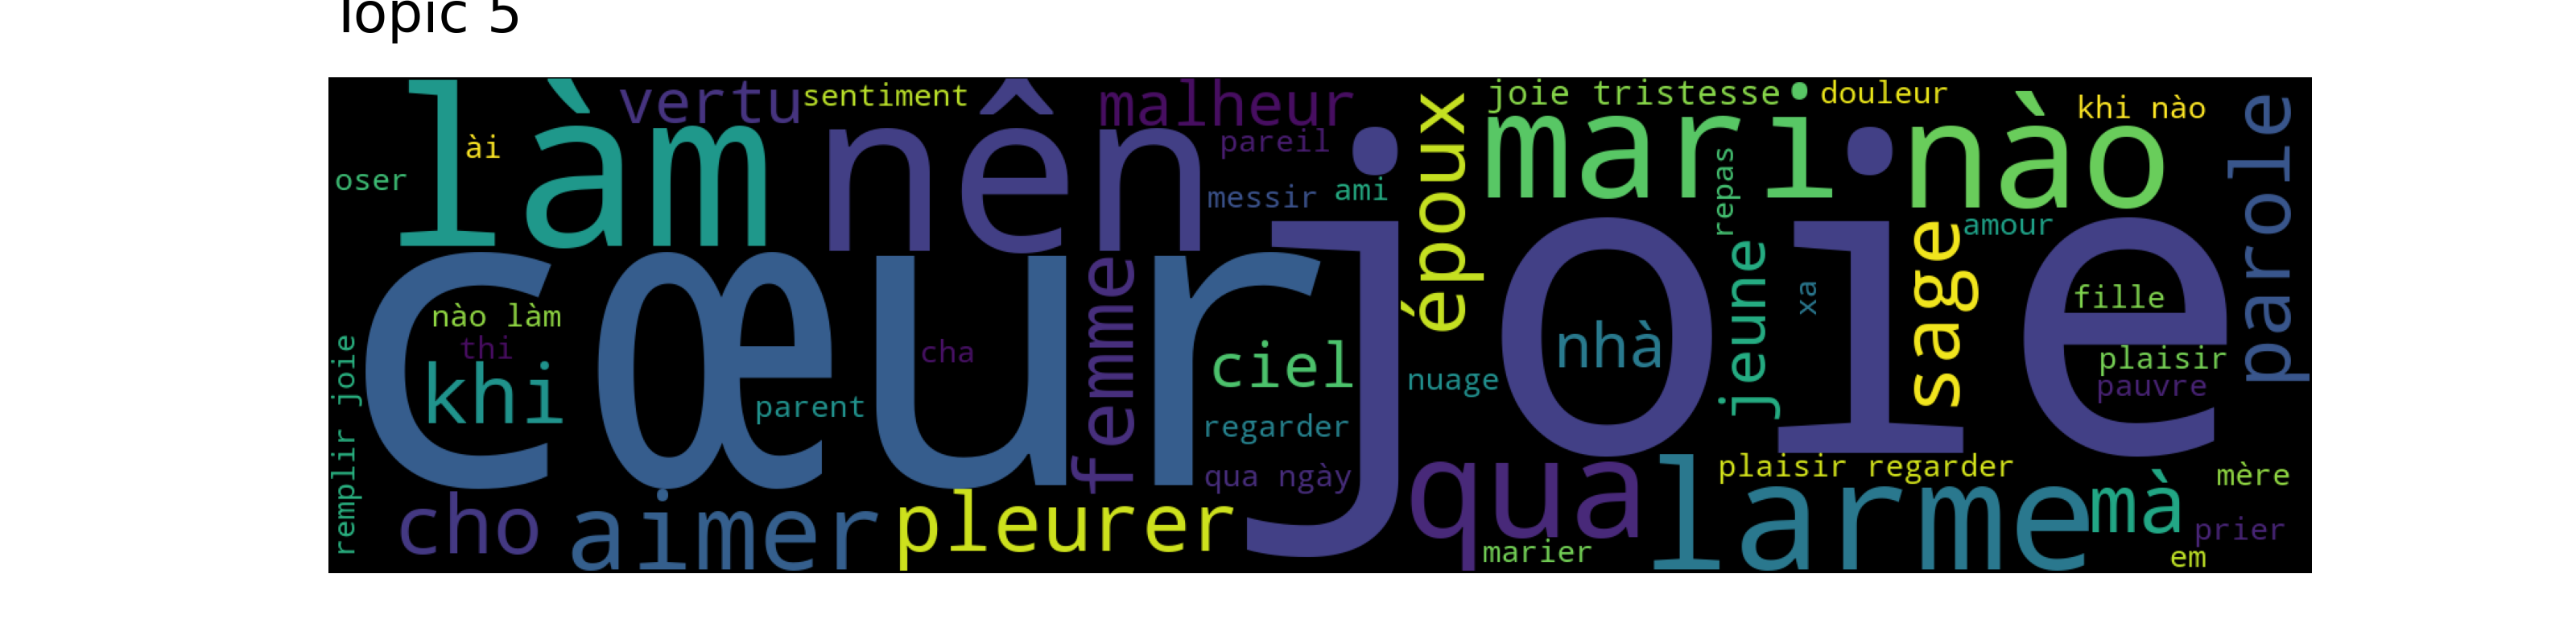 Topic 5
làm
vertu
sentiment
nên
malheur
joie tristesse
douleur
khi nào
ài
oser
pareil
messir
ami
époux
mari
repas
nào
parole
amour
cœur
joie
nào làm
thi
khi
cha
parent
femme
ciel
regarder
qua ngày
nuage
nhà
jeune
xa
sage
fille
plaisir
pauvre
remplir joie
cho
aimer
pleurer
qua
marier
plaisir regarder
larme
mà
mère
prier
em